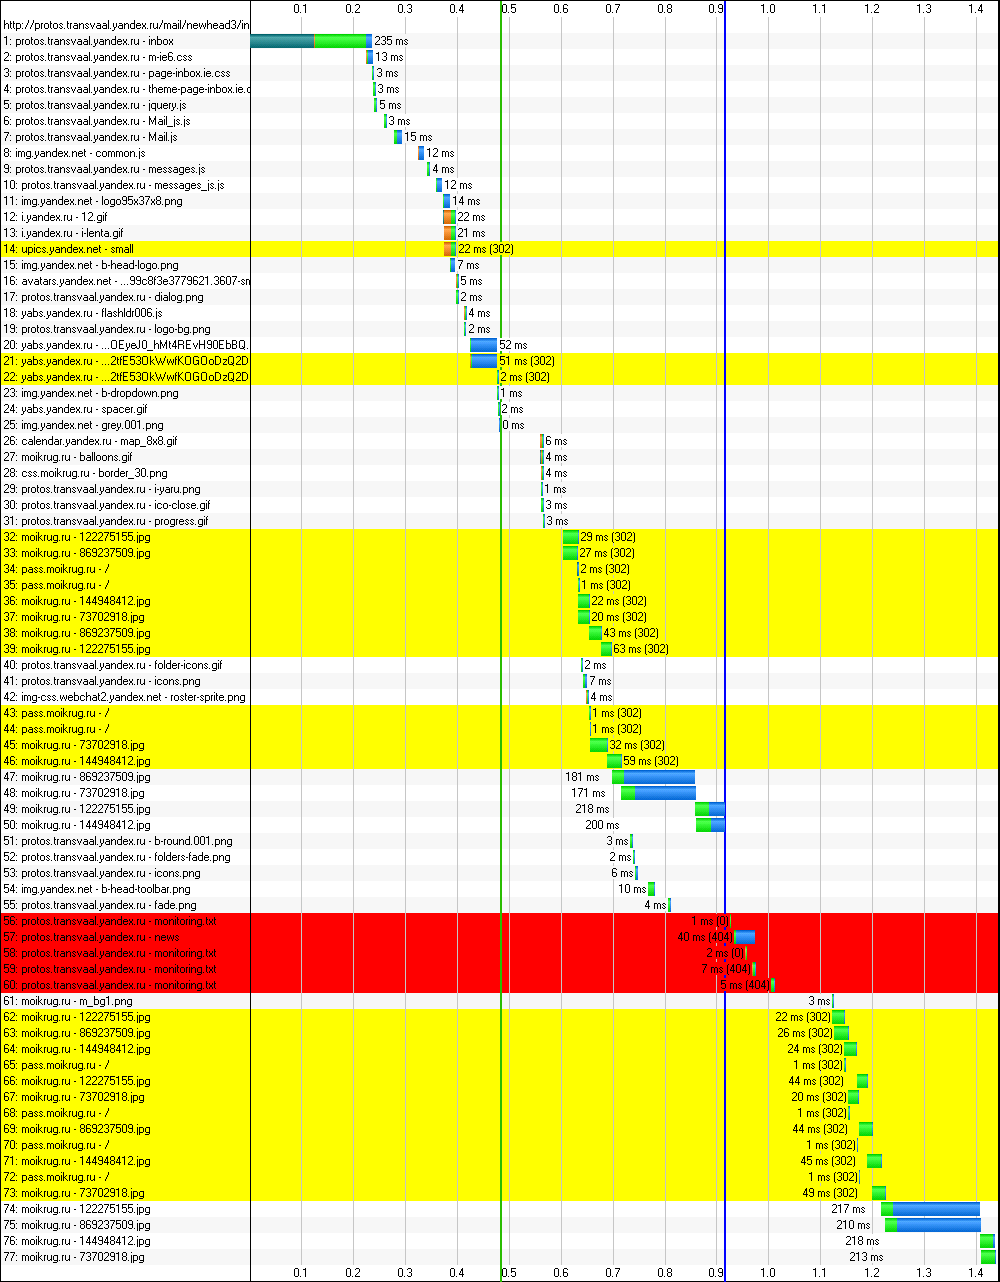 0.1 0.2 0.3 0.4 0.5 0.6 0.7 0.8 0.9 1.0 1.1 1.2 1.3 1.4
http://protos.transvaal.yandex.ru/mail/newhead3/in
1: protos.transvaal.yandex.ru - inbox 235 ms
2: protos.transvaal.yandex.ru - m-ie6.css 13 ms
3: protos.transvaal.yandex.ru - page-inbox.ie.css 3 ms
4: protos.transvaal.yandex.ru - theme-page-inbox.ie.c 3 ms
5: protos.transvaal.yandex.ru - jquery.js 5 ms
6: protos.transvaal.yandex.ru - Mail_js.js 3 ms
7: protos.transvaal.yandex.ru - Mail.js 15 ms
8: img.yandex.net - common.js 12 ms
9: protos.transvaal.yandex.ru - messages.js 4 ms
10: protos.transvaal.yandex.ru - messages_js.js 12 ms
11: img.yandex.net - logo95x37x8.png 14 ms
12: i.yandex.ru - 12.gif 22 ms
13: i.yandex.ru - i-lenta.gif 21 ms
14: upics.yandex.net - small 22 ms (302)
15: img.yandex.net - b-head-logo.png 7 ms
16: avatars.yandex.net - ...99c8f3e3779621.3607-sm 5 ms
17: protos.transvaal.yandex.ru - dialog.png 2 ms
18: yabs.yandex.ru - flashldr006.js 4 ms
19: protos.transvaal.yandex.ru - logo-bg.png 2 ms
20: yabs.yandex.ru - ...OEyeJ0_hMt4REvH90EbBQ. 52 ms
21: yabs.yandex.ru - ...2tfE53OkWwfKOGOoDzQ2D 51 ms (302)
22: yabs.yandex.ru - ...2tfE53OkWwfKOGOoDzQ2D 2 ms (302)
23: img.yandex.net - b-dropdown.png 1 ms
24: yabs.yandex.ru - spacer.gif 2 ms
25: img.yandex.net - grey.001.png 0 ms
26: calendar.yandex.ru - map_8x8.gif 6 ms
27: moikrug.ru - balloons.gif 4 ms
28: css.moikrug.ru - border_30.png 4 ms
29: protos.transvaal.yandex.ru - i-yaru.png 1 ms
30: protos.transvaal.yandex.ru - ico-close.gif 3 ms
31: protos.transvaal.yandex.ru - progress.gif 3 ms
32: moikrug.ru - 122275155.jpg 29 ms (302)
33: moikrug.ru - 869237509.jpg 27 ms (302)
34: pass.moikrug.ru - / 2 ms (302)
35: pass.moikrug.ru - / 1 ms (302)
36: moikrug.ru - 144948412.jpg 22 ms (302)
37: moikrug.ru - 73702918.jpg 20 ms (302)
38: moikrug.ru - 869237509.jpg 43 ms (302)
39: moikrug.ru - 122275155.jpg 63 ms (302)
40: protos.transvaal.yandex.ru - folder-icons.gif 2 ms
41: protos.transvaal.yandex.ru - icons.png 7 ms
42: img-css.webchat2.yandex.net - roster-sprite.png 4 ms
43: pass.moikrug.ru - / 1 ms (302)
44: pass.moikrug.ru - / 1 ms (302)
45: moikrug.ru - 73702918.jpg 32 ms (302)
46: moikrug.ru - 144948412.jpg 59 ms (302)
47: moikrug.ru - 869237509.jpg 181 ms
48: moikrug.ru - 73702918.jpg 171 ms
49: moikrug.ru - 122275155.jpg 218 ms
50: moikrug.ru - 144948412.jpg 200 ms
51: protos.transvaal.yandex.ru - b-round.001.png 3 ms
52: protos.transvaal.yandex.ru - folders-fade.png 2 ms
53: protos.transvaal.yandex.ru - icons.png 6 ms
54: img.yandex.net - b-head-toolbar.png 10 ms
55: protos.transvaal.yandex.ru - fade.png 4 ms
56: protos.transvaal.yandex.ru - monitoring.txt 1 ms (0)
57: protos.transvaal.yandex.ru - news 40 ms (404)
58: protos.transvaal.yandex.ru - monitoring.txt 2 ms (0)
59: protos.transvaal.yandex.ru - monitoring.txt 7 ms (404)
60: protos.transvaal.yandex.ru - monitoring.txt 5 ms (404)
61: moikrug.ru - m_bg1.png 3 ms
62: moikrug.ru - 122275155.jpg 22 ms (302)
63: moikrug.ru - 869237509.jpg 26 ms (302)
64: moikrug.ru - 144948412.jpg 24 ms (302)
65: pass.moikrug.ru - / 1 ms (302)
66: moikrug.ru - 122275155.jpg 44 ms (302)
67: moikrug.ru - 73702918.jpg 20 ms (302)
68: pass.moikrug.ru - / 1 ms (302)
69: moikrug.ru - 869237509.jpg 44 ms (302)
70: pass.moikrug.ru - / 1 ms (302)
71: moikrug.ru - 144948412.jpg 45 ms (302)
72: pass.moikrug.ru - / 1 ms (302)
73: moikrug.ru - 73702918.jpg 49 ms (302)
74: moikrug.ru - 122275155.jpg 217 ms
75: moikrug.ru - 869237509.jpg 210 ms
76: moikrug.ru - 144948412.jpg 218 ms
77: moikrug.ru - 73702918.jpg 213 ms
0.1 0.2 0.3 0.4 0.5 0.6 0.7 0.8 0.9 1.0 1.1 1.2 1.3 1.4